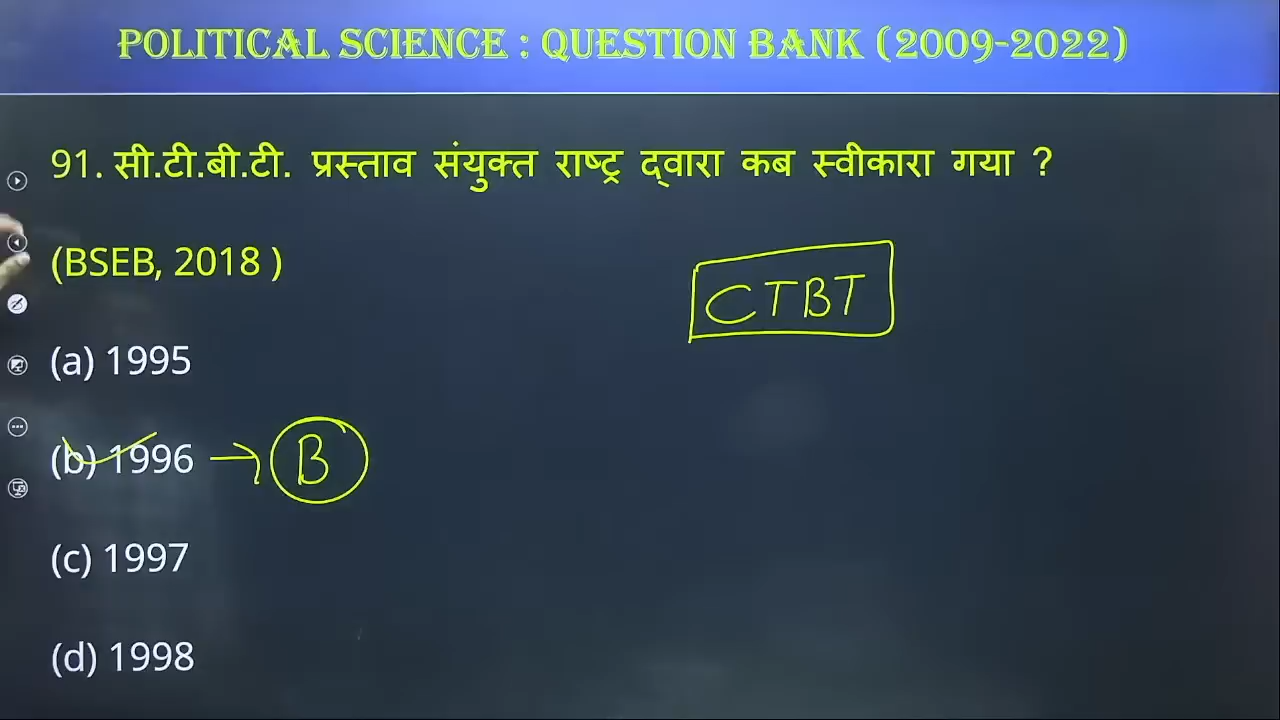 POLITICAL SCIENCE : QUESTION BANK (2009-2022)
91. सी.टी.बी.टी. प्रस्ताव संयुक्त राष्ट्र द्वारा कब स्वीकारा गया ?
(BSEB, 2018 )
CTBT
(a) 1995
(b) 1996 → B
(c) 1997
(d) 1998